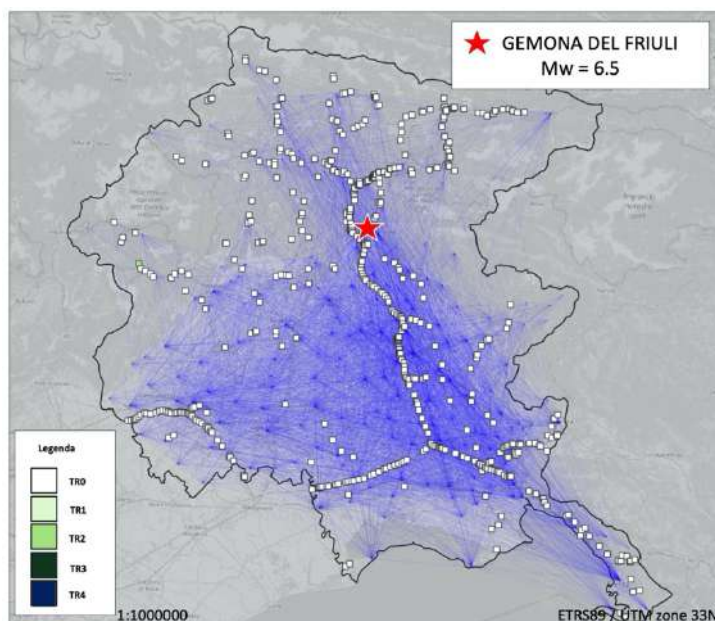 GEMONA DEL FRIULI
Mw = 6.5
Legenda
TR0
TR1
TR2
TR3
TR4
1:1000000
ETRS89 / UTM zone 33N